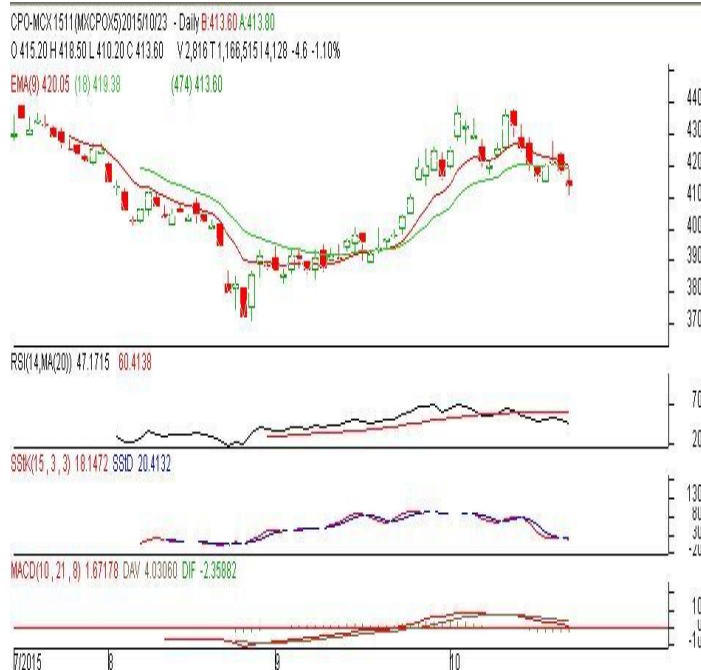 CPO-MCX 1511(MXCPOX5)2015/10/23 - Daily B:413.60 A:413.80
O 415.20 H 418.50 L 410.20 C 413.60 V 2,816 T 1,166,515 I 4,128 -4.6 -1.10%
EMA(9) 420.05 (18) 419.38 (474) 413.60
440
430
420
410
400
390
380
370
RSI(14,MA(20)) 47.1715 60.4138
70
20
SStK(15,3,3) 18.1472 SStD 20.4132
130
80
30
-20
MACD(10,21,8) 1.67178 DAV 4.03060 DIF -2.35882
10
0
-10
7/2015 8 9 10